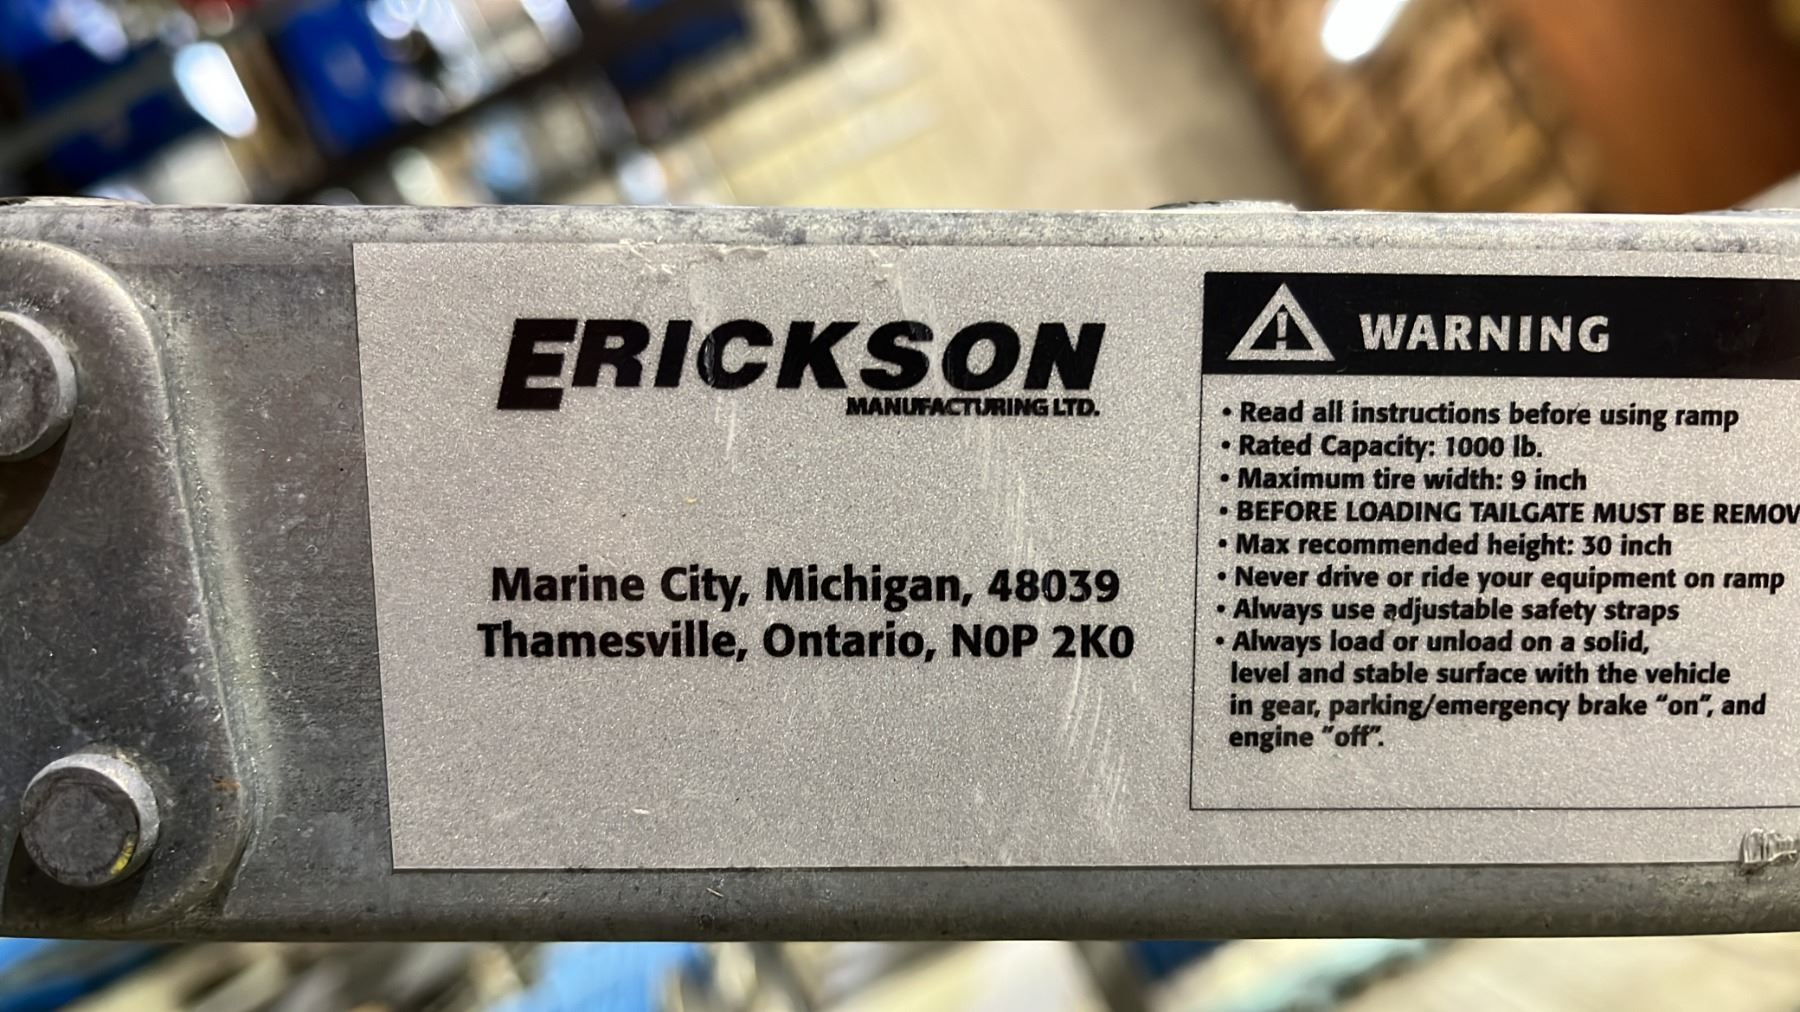 ERICKSON
MANUFACTURING LTD.
Marine City, Michigan, 48039
Thamesville, Ontario, N0P 2K0
WARNING
• Read all instructions before using ramp
• Rated Capacity: 1000 lb.
• Maximum tire width: 9 inch
• BEFORE LOADING TAILGATE MUST BE REMOV
• Max recommended height: 30 inch
• Never drive or ride your equipment on ramp
• Always use adjustable safety straps
• Always load or unload on a solid,
level and stable surface with the vehicle
in gear, parking/emergency brake "on", and
engine "off".